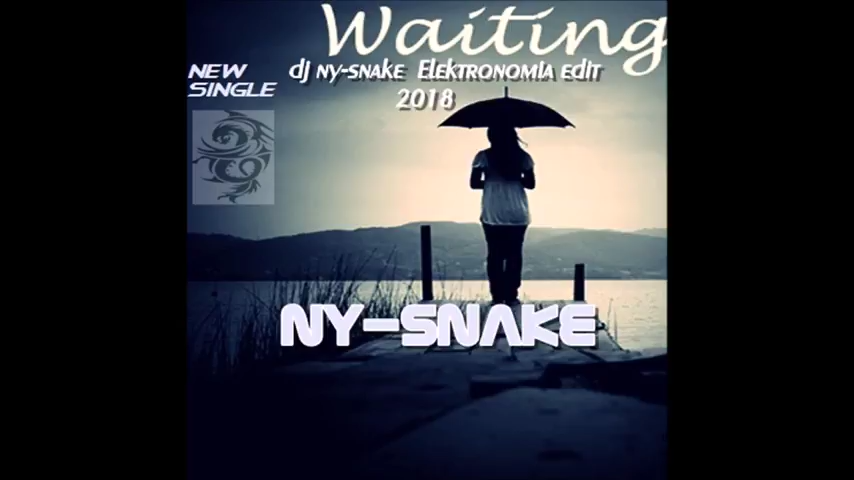 Waiting
NEW
SINGLE
dj ny-snake Elektronomia edit
2018
NY-SNAKE